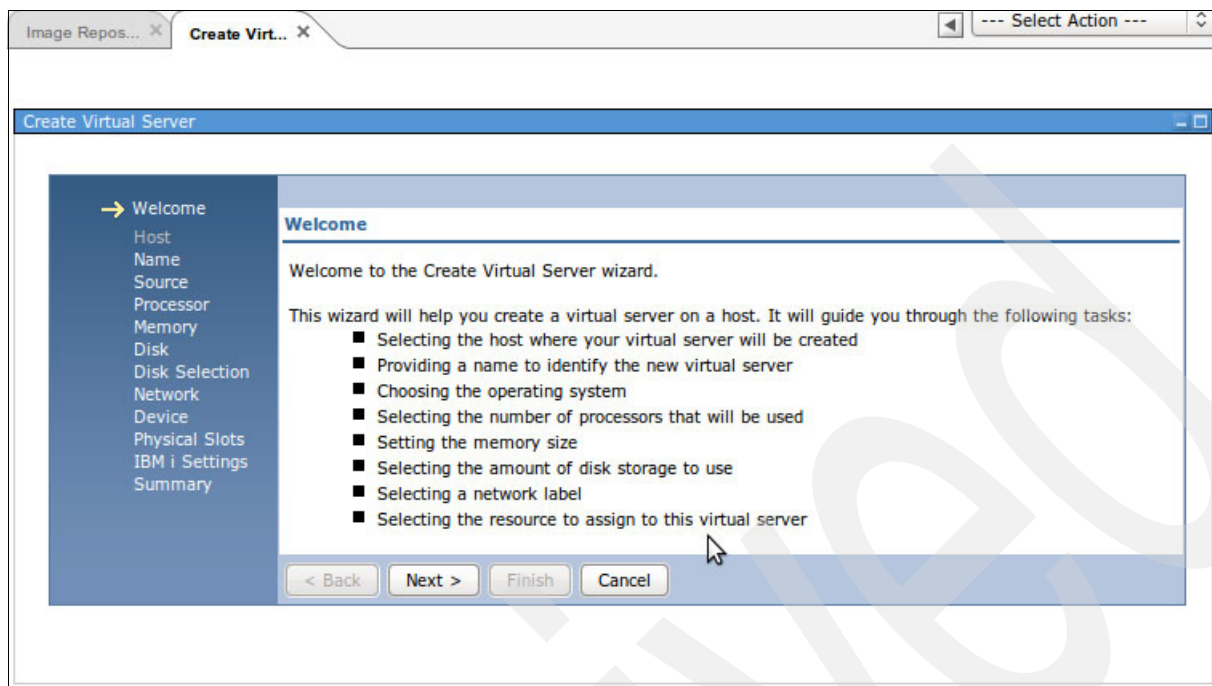 Image Repos...
Create Virt...
--- Select Action ---
Create Virtual Server
Welcome
Host
Name
Source
Processor
Memory
Disk
Disk Selection
Network
Device
Physical Slots
IBM i Settings
Summary
Welcome
Welcome to the Create Virtual Server wizard.
This wizard will help you create a virtual server on a host. It will guide you through the following tasks:
Selecting the host where your virtual server will be created
Providing a name to identify the new virtual server
Choosing the operating system
Selecting the number of processors that will be used
Setting the memory size
Selecting the amount of disk storage to use
Selecting a network label
Selecting the resource to assign to this virtual server
< Back
Next >
Finish
Cancel